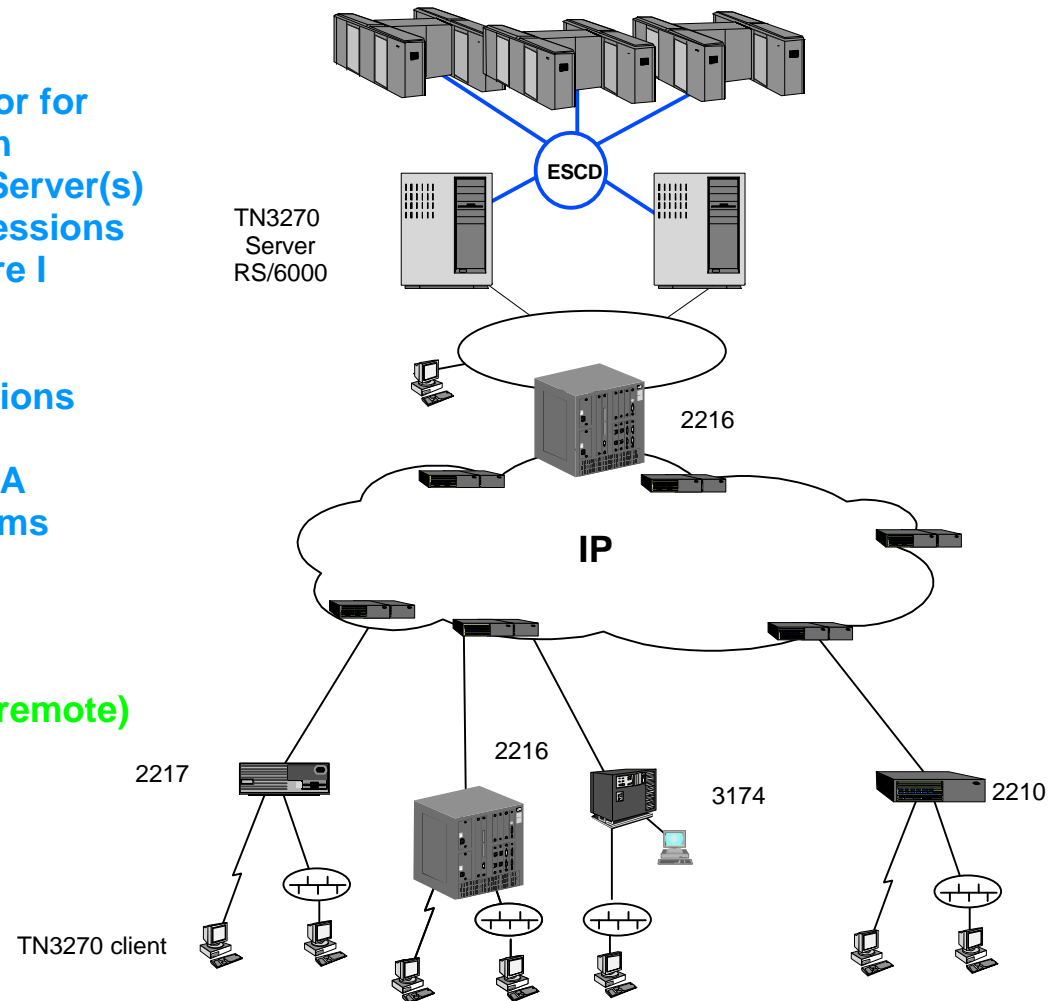 or for
n
Server(s)
essions
re I
ions
A
ms
remote)
ESCD
TN3270
Server
RS/6000
2216
IP
2217
2216
3174
2210
TN3270 client